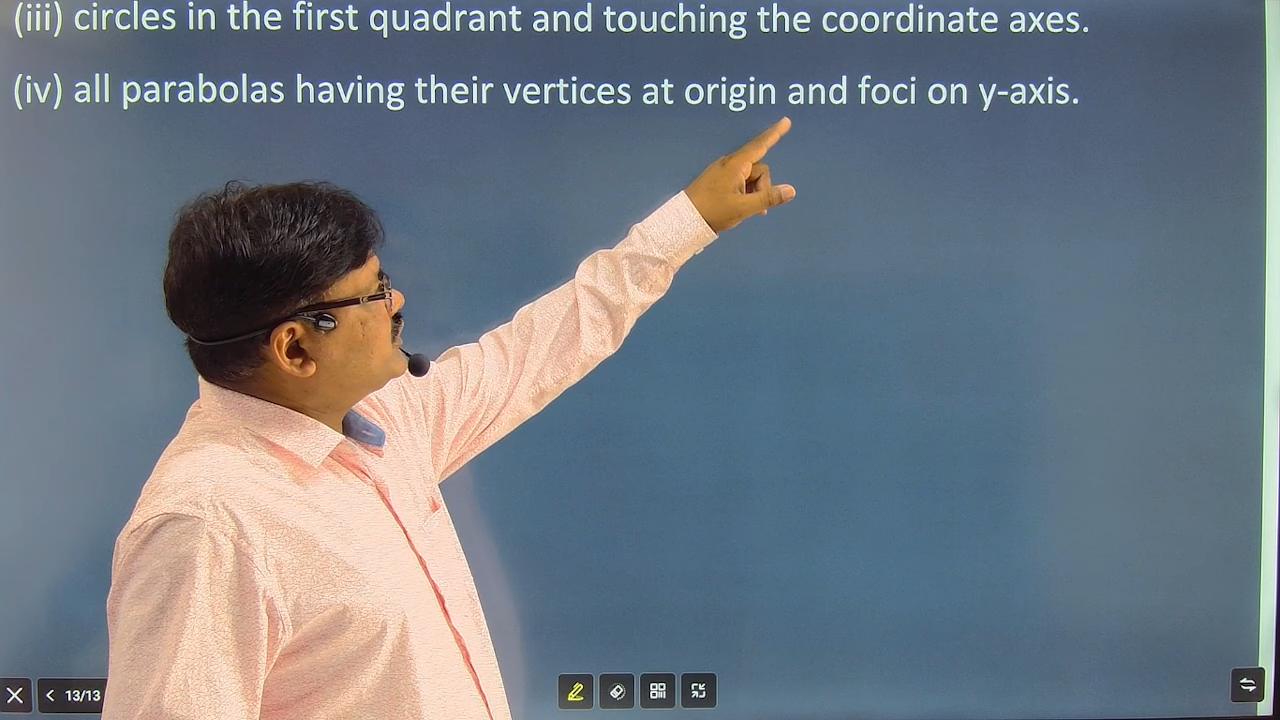 (iii) circles in the first quadrant and touching the coordinate axes.
(iv) all parabolas having their vertices at origin and foci on y-axis.
13/13